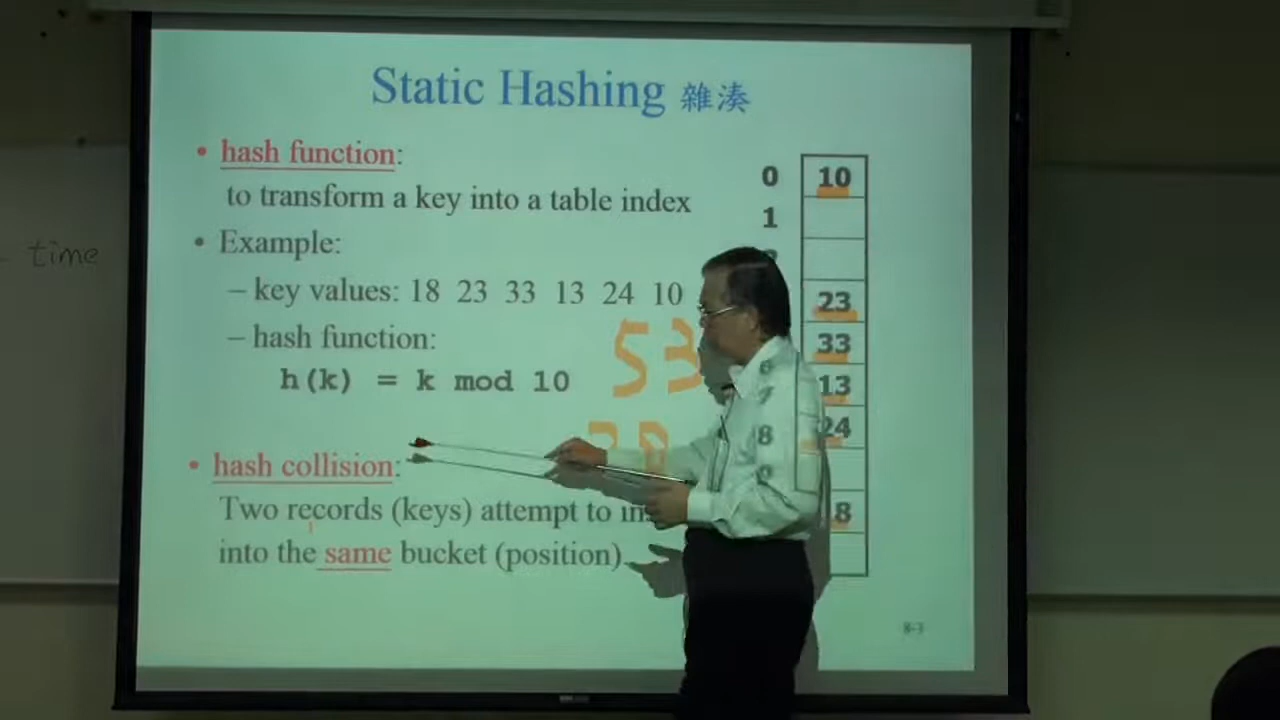 Static Hashing 雜湊
• hash function:
to transform a key into a table index
• Example:
– key values: 18 23 33 13 24 10
– hash function:
h(k) = k mod 10
53
• hash collision:
Two records (keys) attempt to
into the same bucket (position).
0 10
1
23
33
13
24
8
8
8-3
time